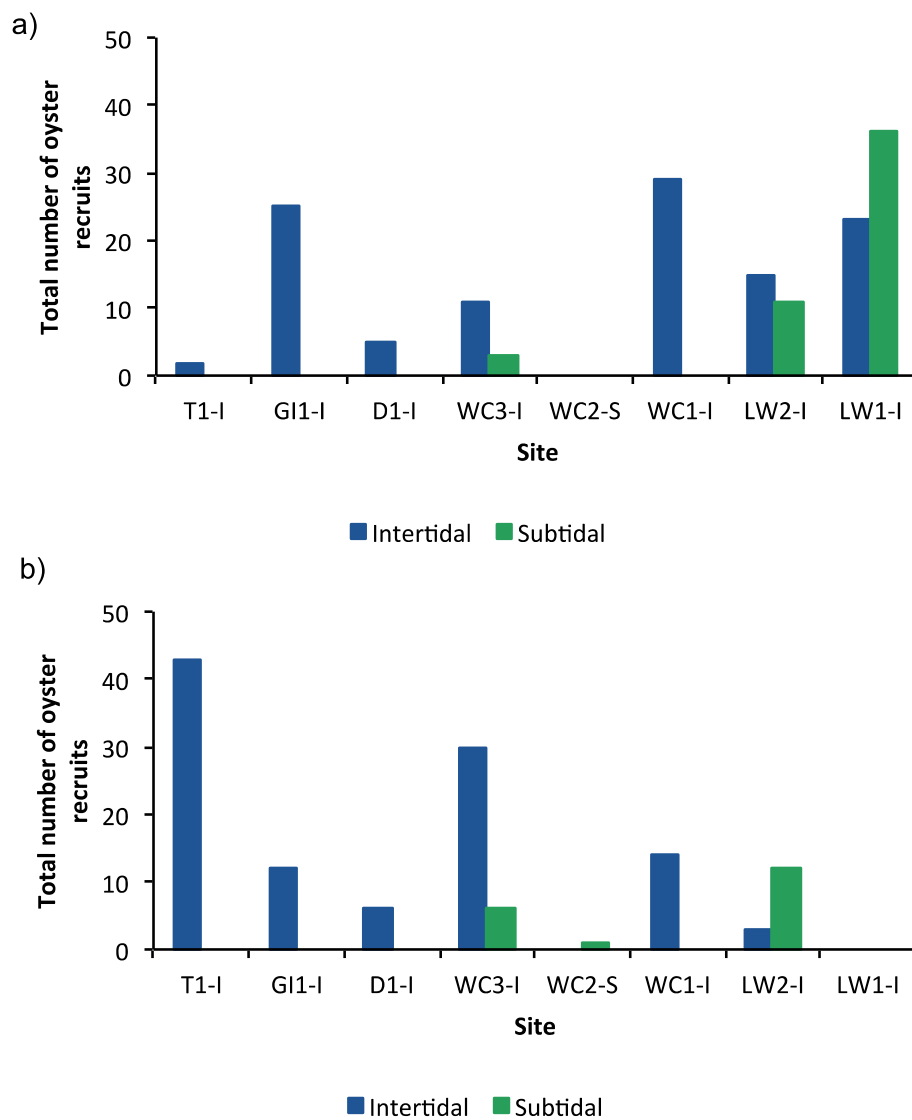 a)
Total number of oyster
recruits
50
40
30
20
10
0
T1-I GI1-I D1-I WC3-I WC2-S WC1-I LW2-I LW1-I
Site
Intertidal Subtidal
b)
Total number of oyster
recruits
50
40
30
20
10
0
T1-I GI1-I D1-I WC3-I WC2-S WC1-I LW2-I LW1-I
Site
Intertidal Subtidal